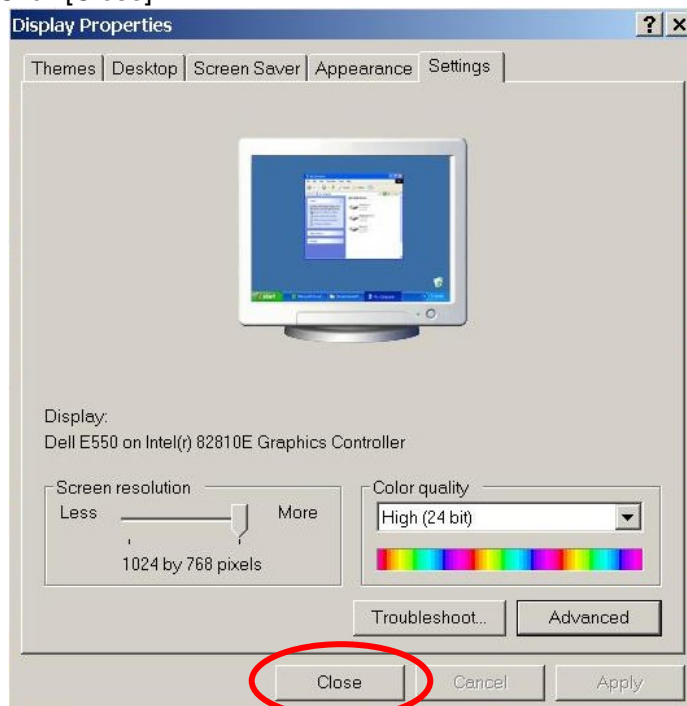 Display Properties
? ×
Themes Desktop Screen Saver Appearance Settings
Display:
Dell E550 on Intel(r) 82810E Graphics Controller
Screen resolution
Less More
1024 by 768 pixels
Color quality
High (24 bit)
Troubleshoot... Advanced
Close Cancel Apply